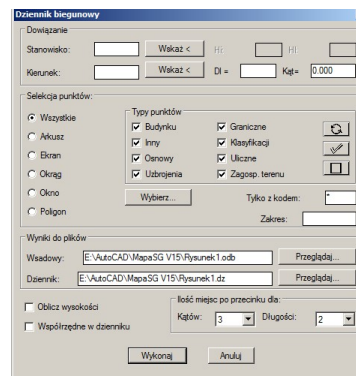 Dziennik biegunowy
Dowiązanie
Stanowisko: Wskaż < Hr: Hl
Kierunek: Wskaż < Dl = Kąt= 0.000
Selekcja punktów:
Wszystkie
Arkusz
Ekran
Okrąg
Okno
Poligon
Typy punktów
Budynku Graniczne
Inny Klasyfikacji
Osnowy Uliczne
Uzbrojenia Zagosp. terenu
Wybierz... Tylko z kodem: *
Zakres:
Wyniki do plików
Wsadowy: E:\AutoCAD\MapaSG V15\Rysunek1.odb Przeglądaj...
Dziennik: E:\AutoCAD\MapaSG V15\Rysunek1.dz Przeglądaj...
Oblicz wysokości
Współrzędne w dzienniku
Ilość miejsc po przecinku dla:
Kątów: 3 Długości: 2
Wykonaj Anuluj